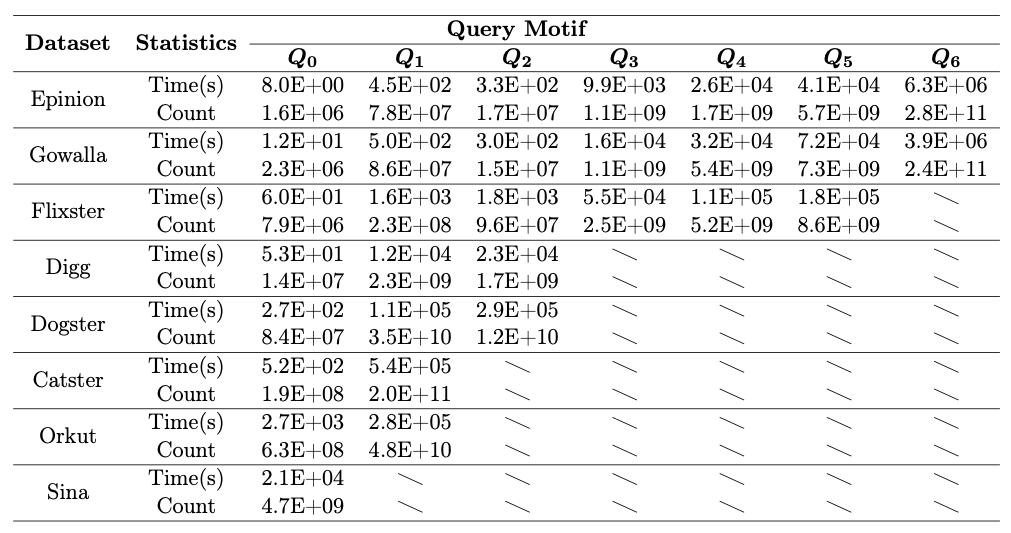 Query Motif
Dataset Statistics
Q0 Q1 Q2 Q3 Q4 Q5 Q6
Epinion
Time(s) 8.0E+00 4.5E+02 3.3E+02 9.9E+03 2.6E+04 4.1E+04 6.3E+06
Count 1.6E+06 7.8E+07 1.7E+07 1.1E+09 1.7E+09 5.7E+09 2.8E+11
Gowalla
Time(s) 1.2E+01 5.0E+02 3.0E+02 1.6E+04 3.2E+04 7.2E+04 3.9E+06
Count 2.3E+06 8.6E+07 1.5E+07 1.1E+09 5.4E+09 7.3E+09 2.4E+11
Flixster
Time(s) 6.0E+01 1.6E+03 1.8E+03 5.5E+04 1.1E+05 1.8E+05 \
Count 7.9E+06 2.3E+08 9.6E+07 2.5E+09 5.2E+09 8.6E+09 \
Digg
Time(s) 5.3E+01 1.2E+04 2.3E+04 \ \ \ \
Count 1.4E+07 2.3E+09 1.7E+09 \ \ \ \
Dogster
Time(s) 2.7E+02 1.1E+05 2.9E+05 \ \ \ \
Count 8.4E+07 3.5E+10 1.2E+10 \ \ \ \
Catster
Time(s) 5.2E+02 5.4E+05 \ \ \ \ \
Count 1.9E+08 2.0E+11 \ \ \ \ \
Orkut
Time(s) 2.7E+03 2.8E+05 \ \ \ \ \
Count 6.3E+08 4.8E+10 \ \ \ \ \
Sina
Time(s) 2.1E+04 \ \ \ \ \ \
Count 4.7E+09 \ \ \ \ \ \